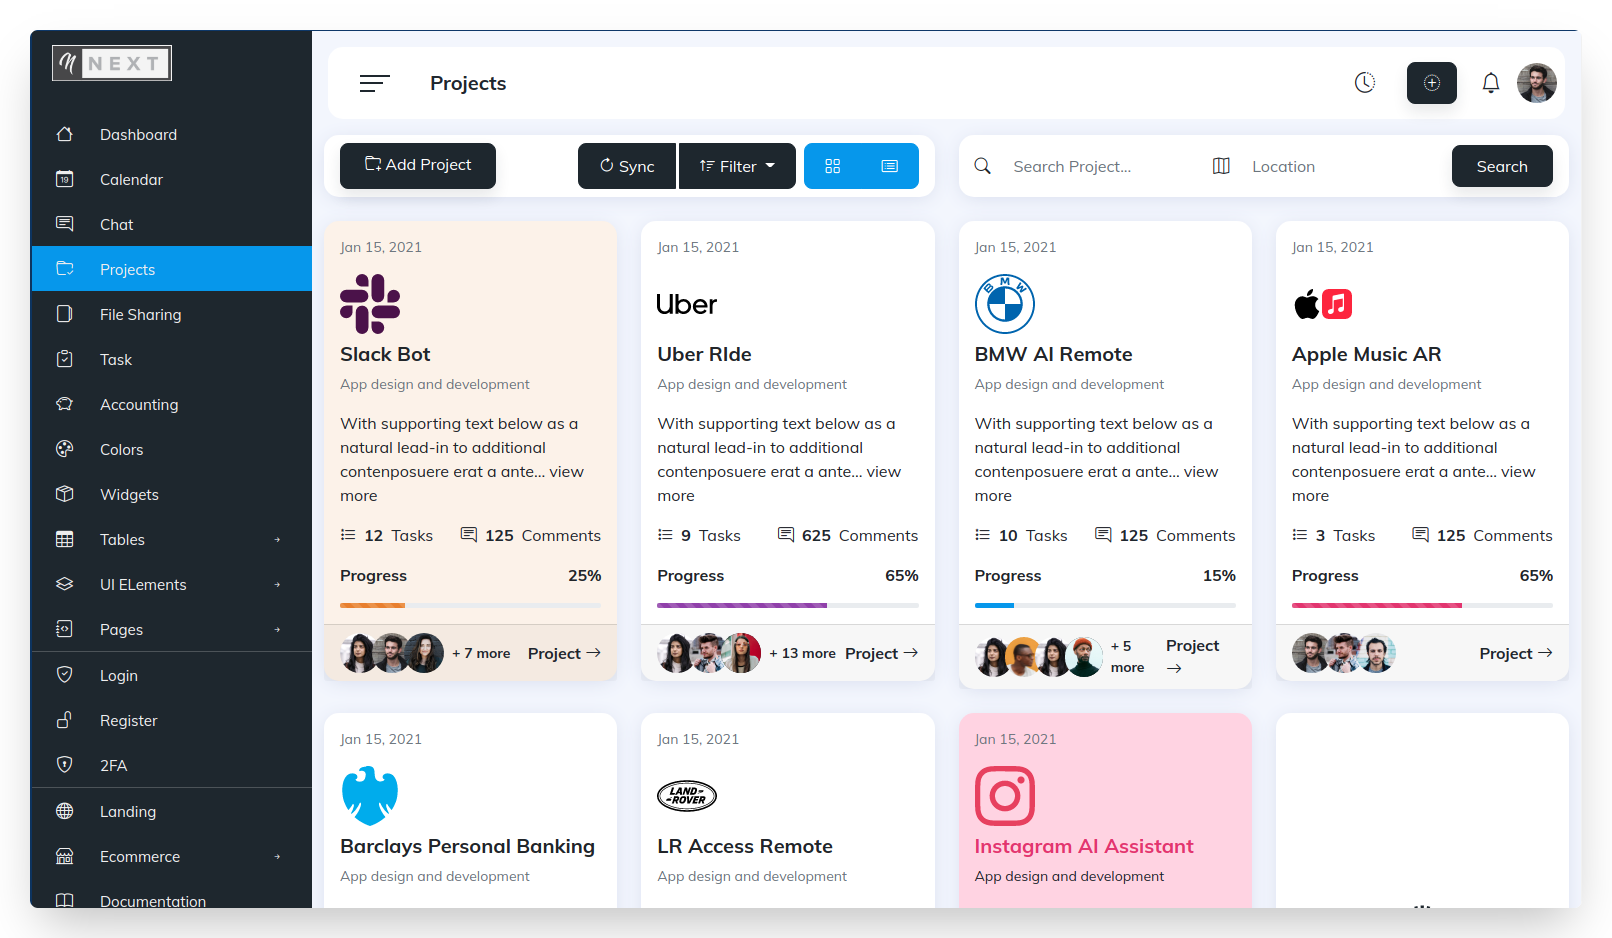 NEXT
Dashboard
19
Calendar
Chat
Projects
File Sharing
Task
Accounting
Colors
Widgets
Tables
UI ELements
Pages
Login
Register
2FA
Landing
Ecommerce
Documentation
Projects
Add Project
Sync
Filter
Search Project...
Location
Search
Jan 15, 2021
Slack Bot
App design and development
With supporting text below as a
natural lead-in to additional
contenposuere erat a ante... view
more
12 Tasks 125 Comments
Progress 25%
+ 7 more Project →
Jan 15, 2021
Uber
Uber RIde
App design and development
With supporting text below as a
natural lead-in to additional
contenposuere erat a ante... view
more
9 Tasks 625 Comments
Progress 65%
+ 13 more Project →
Jan 15, 2021
BMW
BMW AI Remote
App design and development
With supporting text below as a
natural lead-in to additional
contenposuere erat a ante... view
more
10 Tasks 125 Comments
Progress 15%
+ 5 Project
more →
Jan 15, 2021
Apple Music AR
App design and development
With supporting text below as a
natural lead-in to additional
contenposuere erat a ante... view
more
3 Tasks 125 Comments
Progress 65%
Project →
Jan 15, 2021
Barclays Personal Banking
App design and development
Jan 15, 2021
LAND-
-ROVER
LR Access Remote
App design and development
Jan 15, 2021
Instagram AI Assistant
App design and development